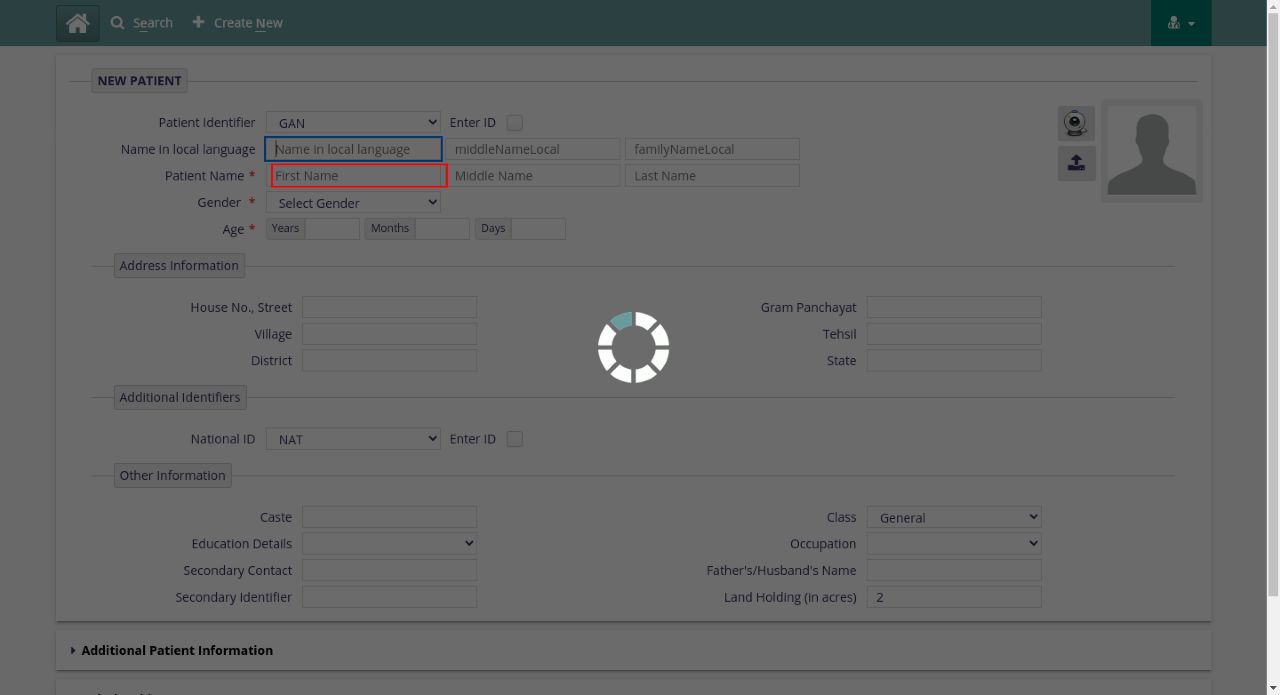 Search Create New
NEW PATIENT
Patient Identifier GAN Enter ID
Name in local language Name in local language middleNameLocal familyNameLocal
Patient Name * First Name Middle Name Last Name
Gender * Select Gender
Age * Years Months Days
Address Information
House No., Street Gram Panchayat
Village Tehsil
District State
Additional Identifiers
National ID NAT Enter ID
Other Information
Caste Class General
Education Details Occupation
Secondary Contact Father's/Husband's Name
Secondary Identifier Land Holding (in acres) 2
Additional Patient Information